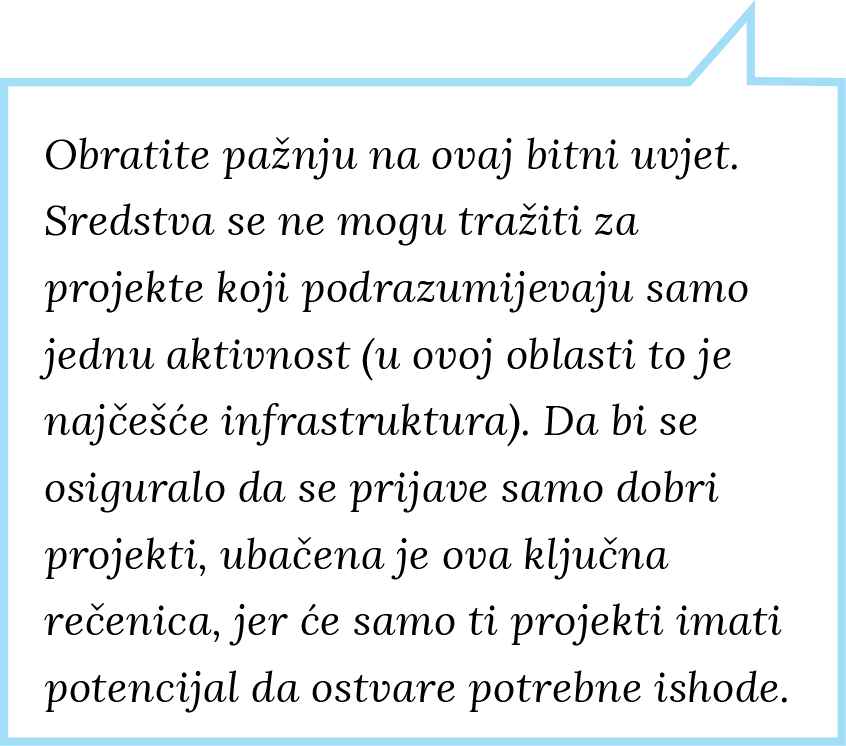 Obratite pažnju na ovaj bitni uvjet.
Sredstva se ne mogu tražiti za
projekte koji podrazumijevaju samo
jednu aktivnost (u ovoj oblasti to je
najčešće infrastruktura). Da bi se
osiguralo da se prijave samo dobri
projekti, ubačena je ova ključna
rečenica, jer će samo ti projekti imati
potencijal da ostvare potrebne ishode.